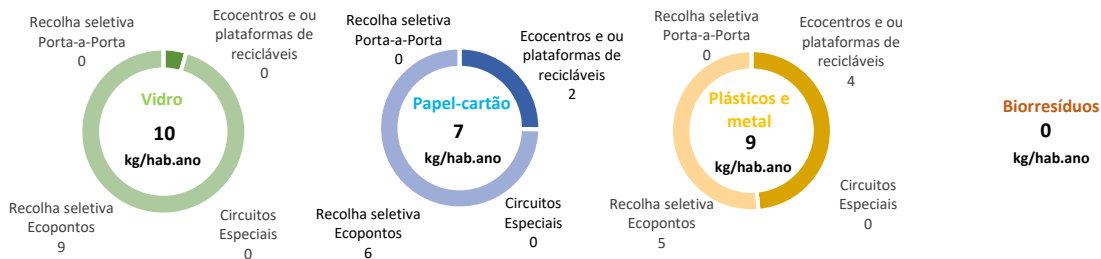 Recolha seletiva
Porta-a-Porta
0
Ecocentros e ou
plataformas de
recicláveis
0
Vidro
10
kg/hab.ano
Recolha seletiva
Ecopontos
9
Circuitos
Especiais
0
Recolha seletiva
Porta-a-Porta
0
Ecocentros e ou
plataformas de
recicláveis
2
Papel-cartão
7
kg/hab.ano
Recolha seletiva
Ecopontos
6
Circuitos
Especiais
0
Recolha seletiva
Porta-a-Porta
0
Ecocentros e ou
plataformas de
recicláveis
4
Plásticos e
metal
9
kg/hab.ano
Recolha seletiva
Ecopontos
5
Circuitos
Especiais
0
Biorresíduos
0
kg/hab.ano